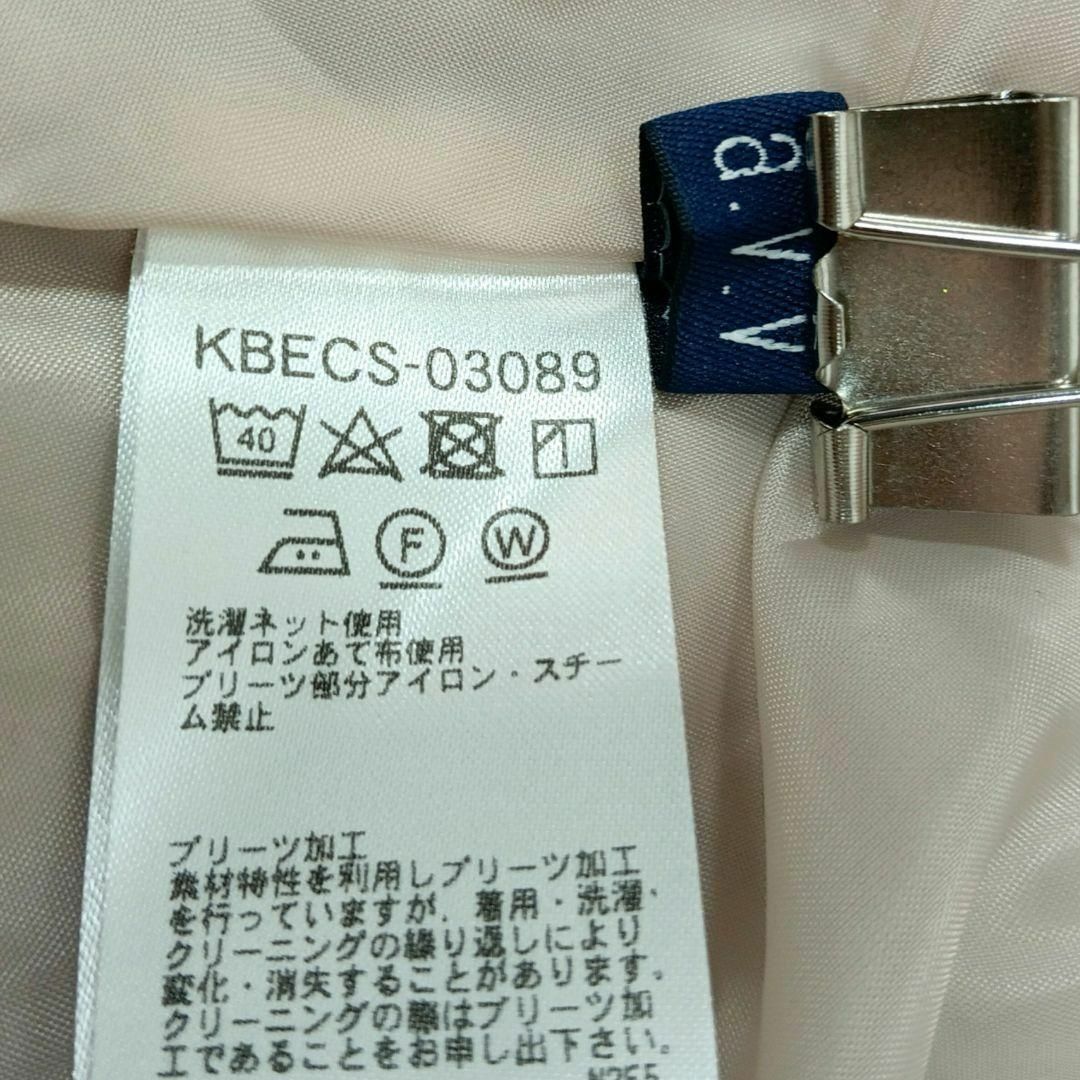 a.v.v
KBECS-03089
40
F W
洗濯ネット使用
アイロンあて布使用
プリーツ部分アイロン・スチー
ム禁止
プリーツ加工
素材特性を利用しプリーツ加工
を行っていますが、着用・洗濯、
クリーニングの繰り返しにより
変化・消失することがあります。
クリーニングの際はプリーツ加
工であることをお申し出下さい。